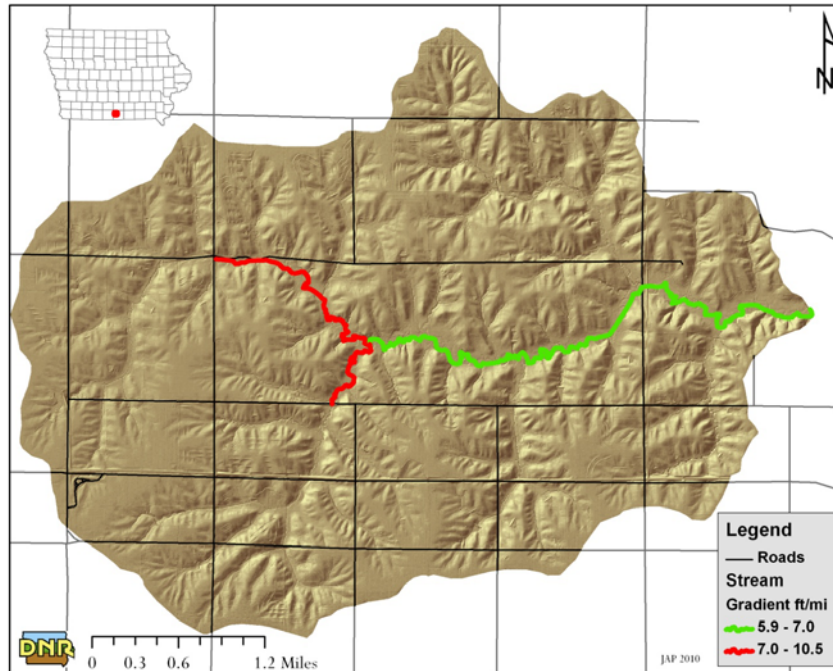 N
Legend
Roads
Stream
Gradient ft/mi
5.9 - 7.0
7.0 - 10.5
DNR
0 0.3 0.6 1.2 Miles
JAP 2010